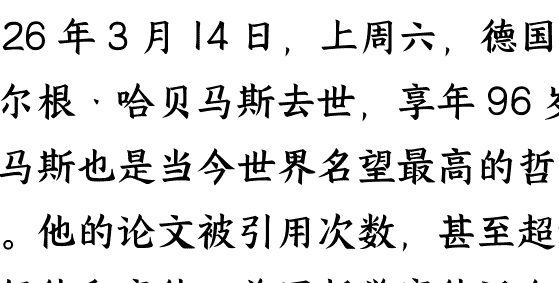 26 年 3 月 14 日，上周六，德国
尔根 · 哈贝马斯去世，享年 96
马斯也是当今世界名望最高的哲
。他的论文被引用次数，甚至超